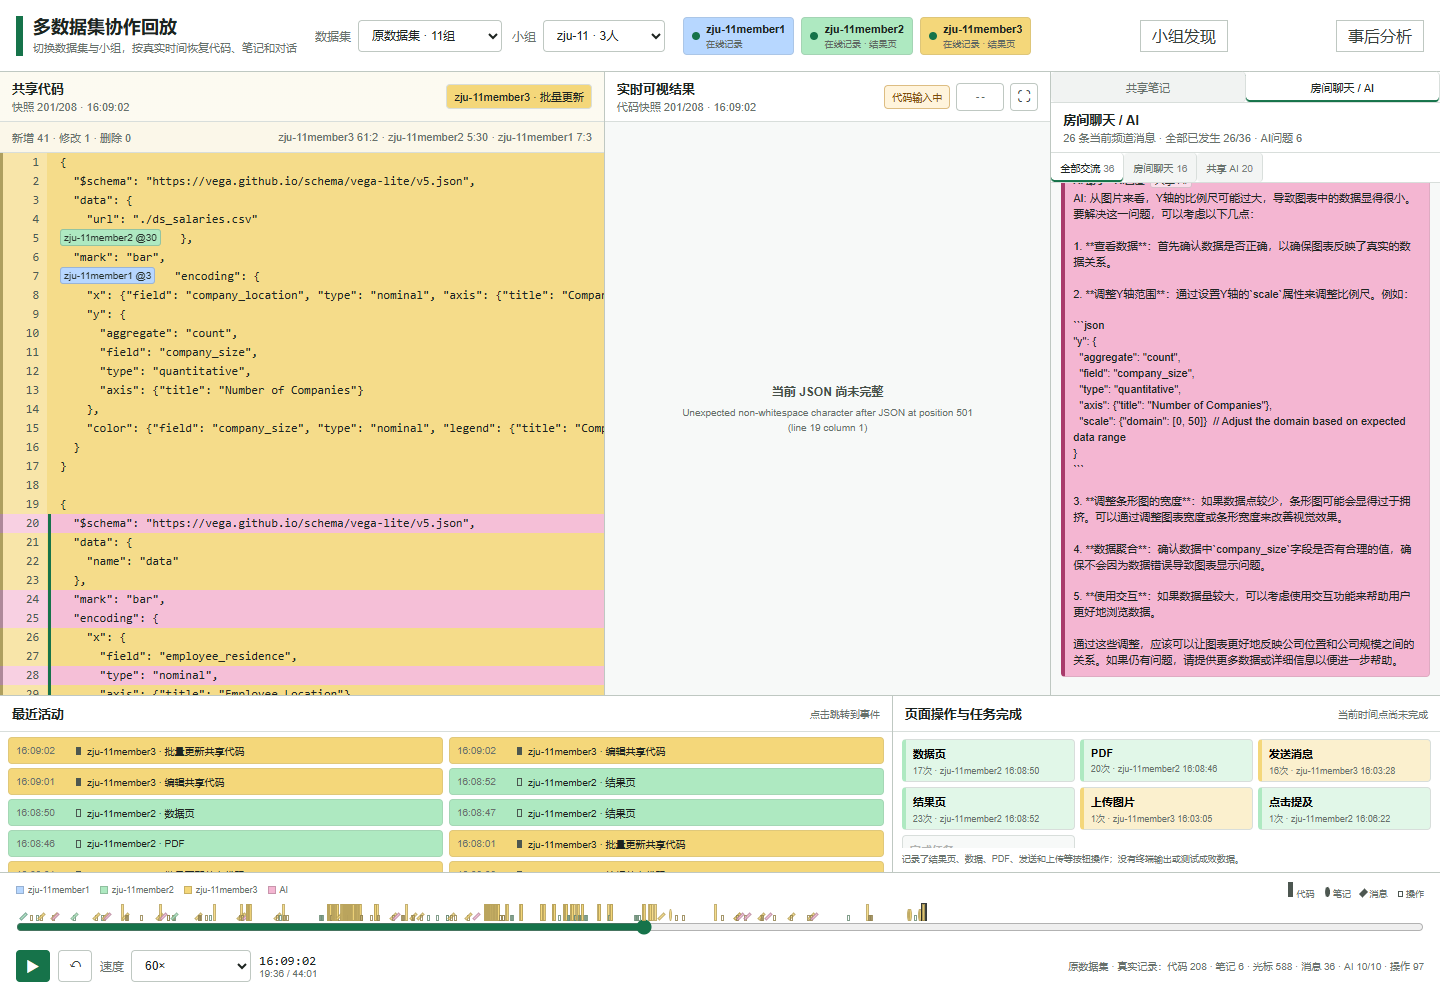 多数据集协作回放
切换数据集与小组，按真实时间恢复代码、笔记和对话
数据集
原数据集 · 11组
小组
zju-11 · 3人
zju-11member1
在线记录
zju-11member2
在线记录 · 结果页
zju-11member3
在线记录 · 结果页
小组发现
事后分析
共享代码
快照 201/208 · 16:09:02
zju-11member3 · 批量更新
新增 41 · 修改 1 · 删除 0
zju-11member3 61:2 · zju-11member2 5:30 · zju-11member1 7:3
1 {
2 "$schema": "https://vega.github.io/schema/vega-lite/v5.json",
3 "data": {
4 "url": "./ds_salaries.csv"
5 zju-11member2 @30 },
6 "mark": "bar",
7 zju-11member1 @3 "encoding": {
8 "x": {"field": "company_location", "type": "nominal", "axis": {"title": "Compar
9 "y": {
10 "aggregate": "count",
11 "field": "company_size",
12 "type": "quantitative",
13 "axis": {"title": "Number of Companies"}
14 },
15 "color": {"field": "company_size", "type": "nominal", "legend": {"title": "Comp
16 }
17 }
18
19 {
20 "$schema": "https://vega.github.io/schema/vega-lite/v5.json",
21 "data": {
22 "name": "data"
23 },
24 "mark": "bar",
25 "encoding": {
26 "x": {
27 "field": "employee_residence",
28 "type": "nominal",
29 "axis": {"title": "Employee Location"}
实时可视结果
代码快照 201/208 · 16:09:02
代码输入中
--
当前 JSON 尚未完整
Unexpected non-whitespace character after JSON at position 501
(line 19 column 1)
共享笔记
房间聊天 / AI
房间聊天 / AI
26 条当前频道消息 · 全部已发生 26/36 · AI问题 6
全部交流 36
房间聊天 16
共享 AI 20
AI: 从图片来看，Y轴的比例尺可能过大，导致图表中的数据显得很小。
要解决这一问题，可以考虑以下几点：
1. **查看数据**：首先确认数据是否正确，以确保图表反映了真实的数
据关系。
2. **调整Y轴范围**：通过设置Y轴的`scale`属性来调整比例尺。例如：
```json
"y": {
"aggregate": "count",
"field": "company_size",
"type": "quantitative",
"axis": {"title": "Number of Companies"},
"scale": {"domain": [0, 50]} // Adjust the domain based on expected
data range
}
```
3. **调整条形图的宽度**：如果数据点较少，条形图可能会显得过于拥
挤。可以通过调整图表宽度或条形宽度来改善视觉效果。
4. **数据聚合**：确认数据中`company_size`字段是否有合理的值，确
保不会因为数据错误导致图表显示问题。
5. **使用交互**：如果数据量较大，可以考虑使用交互功能来帮助用户
更好地浏览数据。
通过这些调整，应该可以让图表更好地反映公司位置和公司规模之间的
关系。如果仍有问题，请提供更多数据或详细信息以便进一步帮助。
最近活动
点击跳转到事件
16:09:02 zju-11member3 · 批量更新共享代码
16:09:02 zju-11member3 · 编辑共享代码
16:09:01 zju-11member3 · 编辑共享代码
16:08:52 zju-11member2 · 结果页
16:08:50 zju-11member2 · 数据页
16:08:47 zju-11member2 · 结果页
16:08:46 zju-11member2 · PDF
16:08:01 zju-11member3 · 批量更新共享代码
页面操作与任务完成
当前时间点尚未完成
数据页
17次 · zju-11member2 16:08:50
PDF
20次 · zju-11member2 16:08:46
发送消息
16次 · zju-11member3 16:03:28
结果页
23次 · zju-11member2 16:08:52
上传图片
1次 · zju-11member3 16:03:05
点击提及
1次 · zju-11member2 16:06:22
记录了结果页、数据、PDF、发送和上传等按钮操作；没有终端输出或测试成败数据。
zju-11member1
zju-11member2
zju-11member3
AI
代码
笔记
消息
操作
速度
60×
16:09:02
19:36 / 44:01
原数据集 · 真实记录：代码 208 · 笔记 6 · 光标 588 · 消息 36 · AI 10/10 · 操作 97